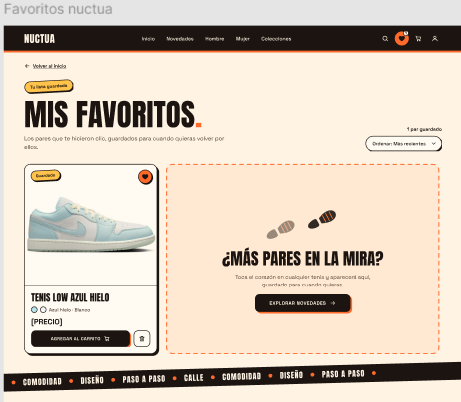 Favoritos nuctua
NUCTUA
Inicio Novedades Hombre Mujer Colecciones
1
← Volver al Inicio
Tu lista guardada
MIS FAVORITOS.
Los pares que te hicieron clic, guardados para cuando quieras volver por
ellos.
1 par guardado
Ordenar: Más recientes
Guardado
TENIS LOW AZUL HIELO
Azul Hielo · Blanco
[PRECIO]
AGREGAR AL CARRITO
¿MÁS PARES EN LA MIRA?
Toca el corazón en cualquier tenis y aparecerá aquí,
guardado para cuando quieras.
EXPLORAR NOVEDADES →
• COMODIDAD • DISEÑO • PASO A PASO • CALLE • COMODIDAD • DISEÑO • PASO A PASO •